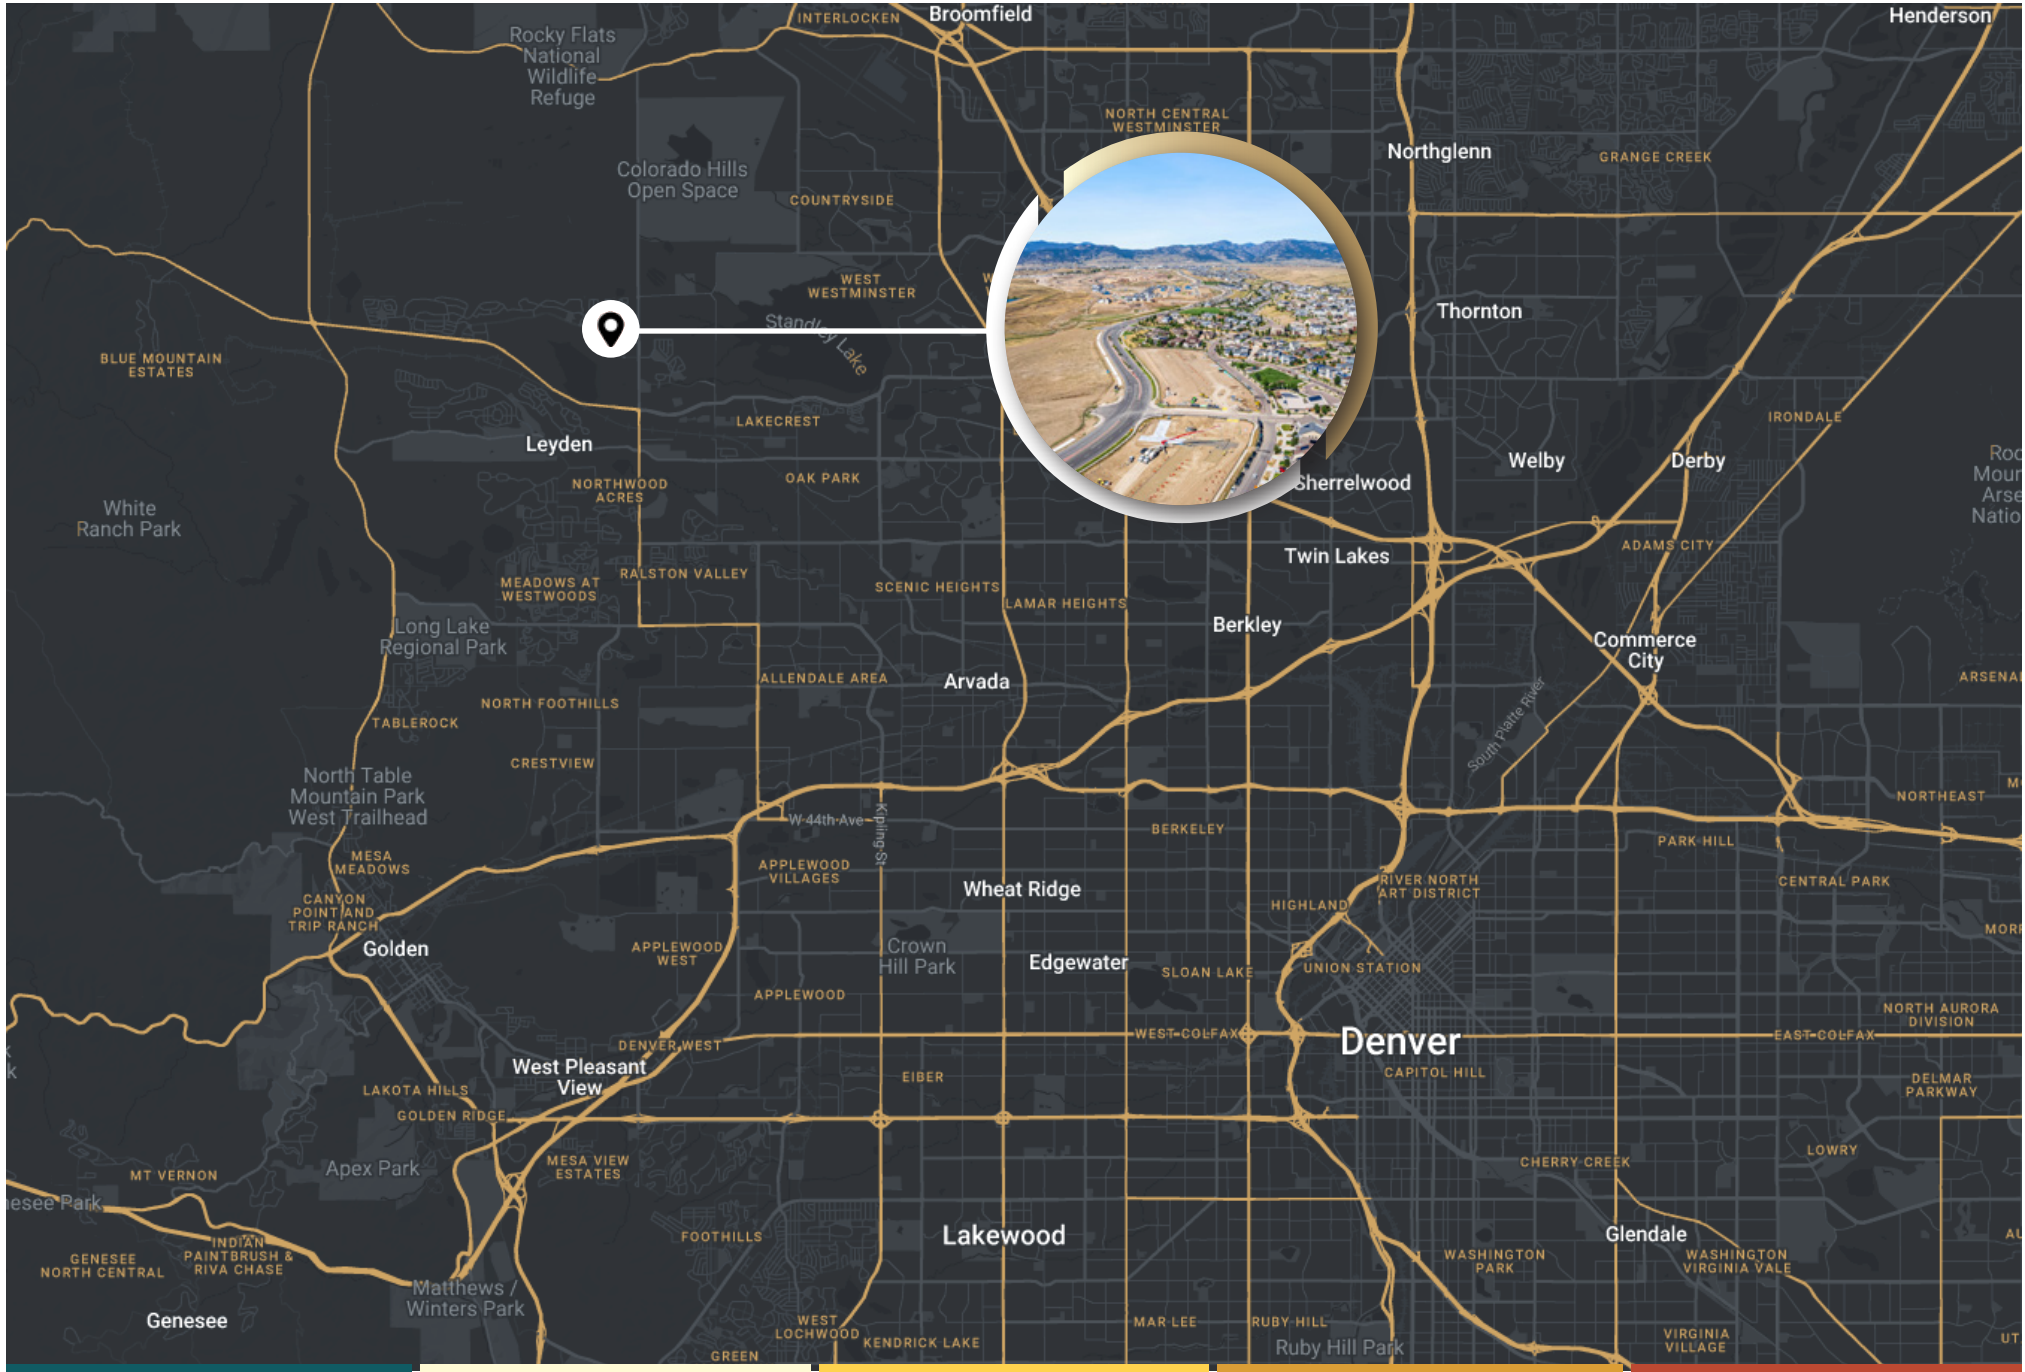 INTERLOCKEN
Broomfield
Henderson
Rocky Flats
National
Wildlife
Refuge
NORTH CENTRAL
WESTMINSTER
Northglenn
GRANGE CREEK
Colorado Hills
Open Space
COUNTRYSIDE
WEST
WESTMINSTER
Standley Lake
Thornton
BLUE MOUNTAIN
ESTATES
LAKECREST
IRONDALE
Leyden
Welby
Derby
NORTHWOOD
ACRES
OAK PARK
Sherrelwood
White
Ranch Park
Twin Lakes
ADAMS CITY
MEADOWS AT
WESTWOODS
RALSTON VALLEY
SCENIC HEIGHTS
LAMAR HEIGHTS
Long Lake
Regional Park
Berkley
Commerce
City
ALLENDALE AREA
Arvada
ARSENAL
NORTH FOOTHILLS
TABLEROCK
South Platte River
CRESTVIEW
North Table
Mountain Park
West Trailhead
NORTHEAST
W 44th Ave
Kipling St
BERKELEY
PARK HILL
MESA
MEADOWS
APPLEWOOD
VILLAGES
Wheat Ridge
RIVER NORTH
ART DISTRICT
CENTRAL PARK
CANYON
POINT AND
TRIP RANCH
HIGHLAND
Golden
APPLEWOOD
WEST
Crown
Hill Park
Edgewater
SLOAN LAKE
UNION STATION
APPLEWOOD
NORTH AURORA
DIVISION
DENVER WEST
WEST COLFAX
Denver
EAST COLFAX
West Pleasant
View
EIBER
CAPITOL HILL
LAKOTA HILLS
DELMAR
PARKWAY
GOLDEN RIDGE
MT VERNON
Apex Park
MESA VIEW
ESTATES
CHERRY CREEK
LOWRY
nesee Park
FOOTHILLS
Lakewood
Glendale
INDIAN
PAINTBRUSH &
RIVA CHASE
GENESEE
NORTH CENTRAL
WASHINGTON
PARK
WASHINGTON
VIRGINIA VALE
Matthews /
Winters Park
Genesee
WEST
LOCHWOOD
KENDRICK LAKE
MAR LEE
RUBY HILL
Ruby Hill Park
VIRGINIA
VILLAGE
GREEN